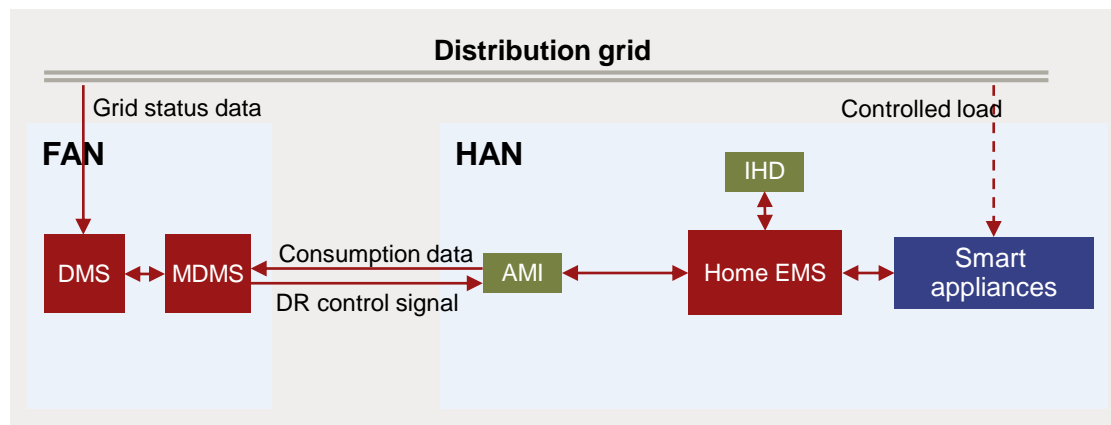 Distribution grid
Grid status data
Controlled load
FAN
HAN
IHD
DMS
MDMS
Consumption data
DR control signal
AMI
Home EMS
Smart
appliances